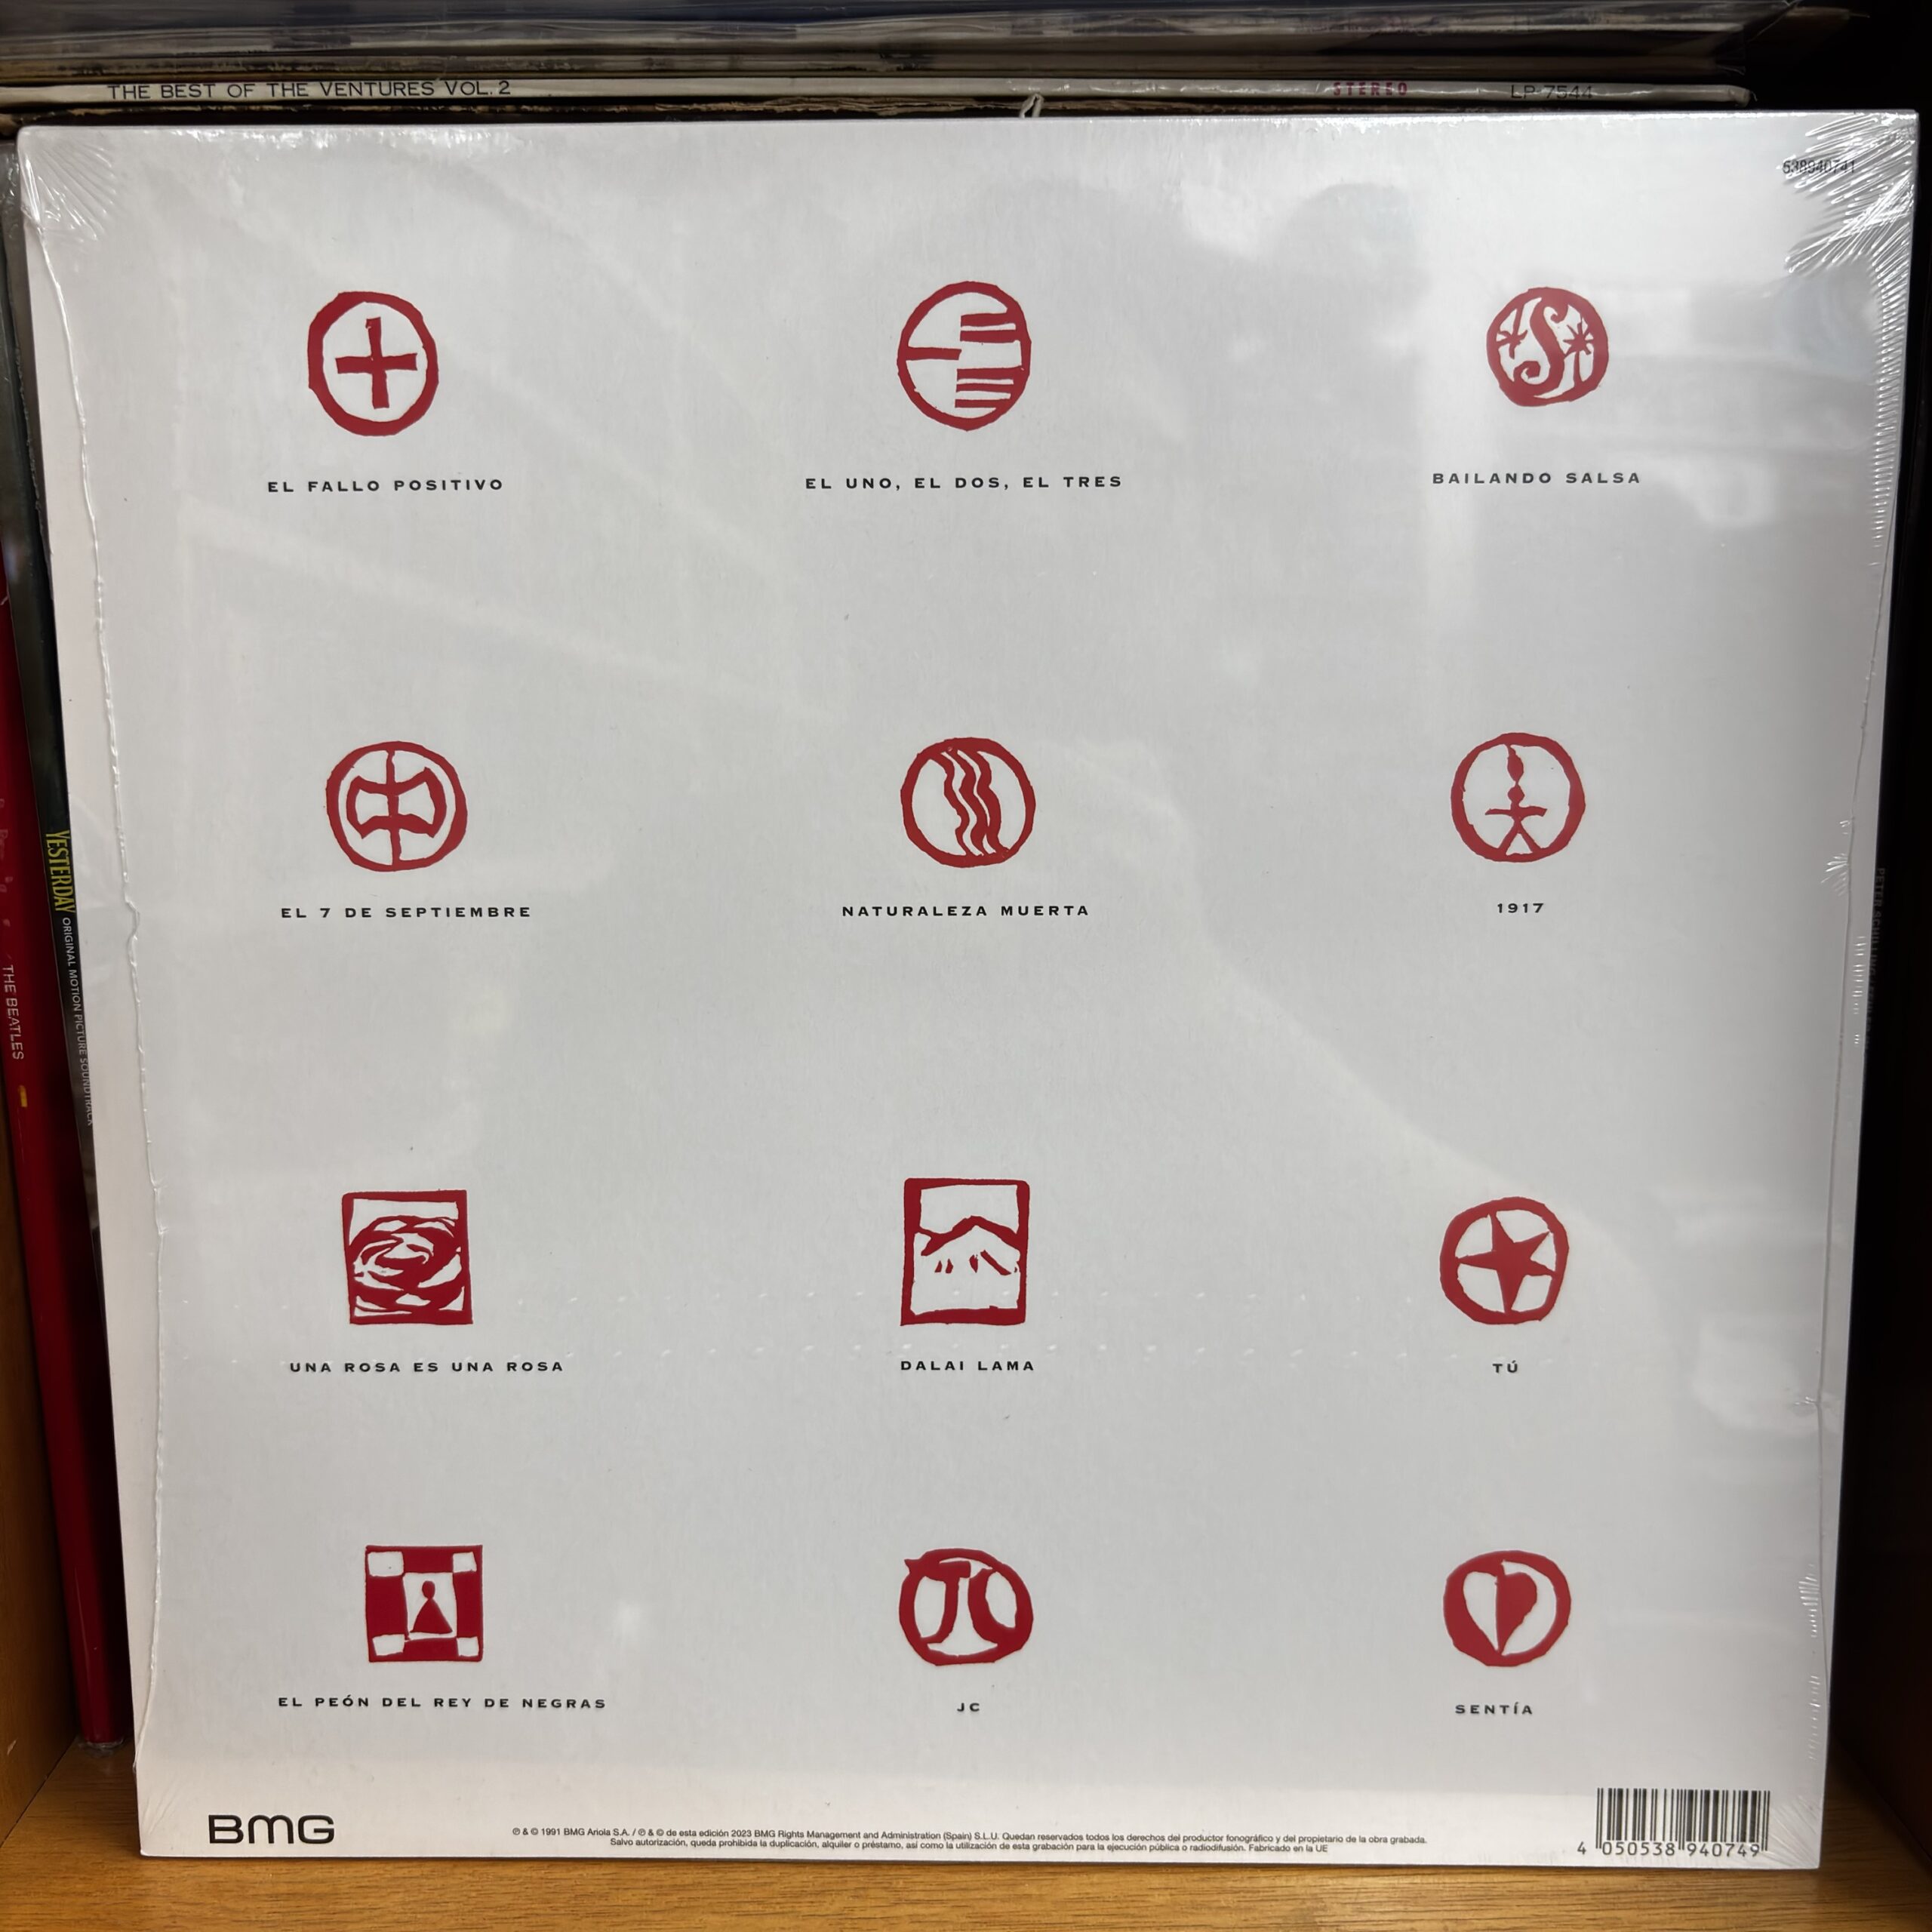 THE BEST OF THE VENTURES VOL. 2 STEREO LP-7544
638940741
EL FALLO POSITIVO
EL UNO, EL DOS, EL TRES
BAILANDO SALSA
EL 7 DE SEPTIEMBRE
NATURALEZA MUERTA
1917
UNA ROSA ES UNA ROSA
DALAI LAMA
TÚ
EL PEÓN DEL REY DE NEGRAS
JC
SENTÍA
BMG
℗ & © 1991 BMG Ariola S.A. / ℗ & © de esta edición 2023 BMG Rights Management and Administration (Spain) S.L.U. Quedan reservados todos los derechos del productor fonográfico y del propietario de la obra grabada.
Salvo autorización, queda prohibida la duplicación, alquiler o préstamo, así como la utilización de esta grabación para la ejecución pública o radiodifusión. Fabricado en la UE
4 050538 940749
YESTERDAY ORIGINAL MOTION PICTURE SOUNDTRACK
THE BEATLES